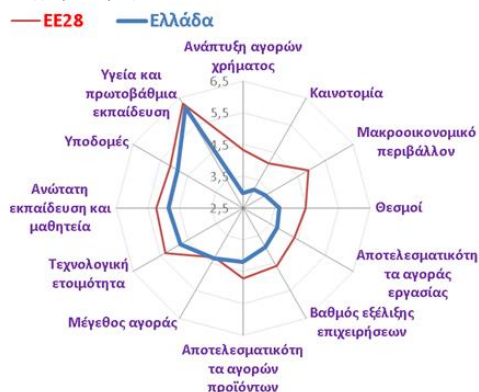 ΕΕ28 Ελλάδα
Ανάπτυξη αγορών
χρήματος
6,5
5,5
4,5
3,5
2,5
Καινοτομία
Μακροοικονομικό
περιβάλλον
Θεσμοί
Αποτελεσματικότη
τα αγοράς
εργασίας
Βαθμός εξέλιξης
επιχειρήσεων
Αποτελεσματικότη
τα αγορών
προϊόντων
Μέγεθος αγοράς
Τεχνολογική
ετοιμότητα
Ανώτατη
εκπαίδευση και
μαθητεία
Υποδομές
Υγεία και
πρωτοβάθμια
εκπαίδευση